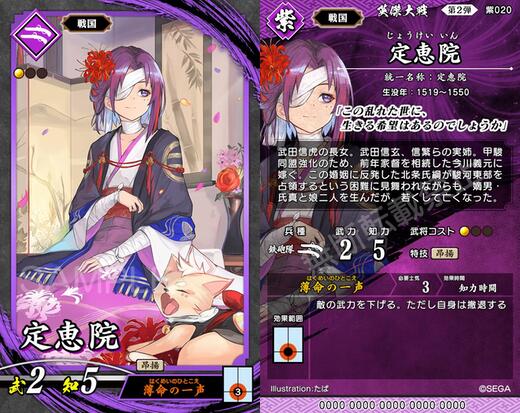 戦国
定恵院
昂揚
武2 知5
はくめいのひとこえ
薄命の一声
3
紫
戦国
英傑大戦
第2弾
紫020
じょうけいいん
定恵院
統一名称：定恵院
生没年：1519～1550
「この乱れた世に、
生きる希望はあるのでしょうか」
武田信虎の長女。武田信玄、信繁らの実姉。甲駿
同盟強化のため、前年家督を相続した今川義元に
嫁ぐ。この婚姻に反発した北条氏綱が駿河東部を
占領するという困難に見舞われながらも、嫡男・
氏真と娘二人を生んだが、若くして亡くなった。
兵種 武力 知力 武将コスト
鉄砲隊 2 5 特技 昂揚
はくめいのひとこえ 必要士気 効果時間
薄命の一声 3 知力時間
効果範囲
敵の武力を下げる。ただし自身は撤退する
Illustration:たぱ
©SEGA
0000 0000 0000 0000 0000